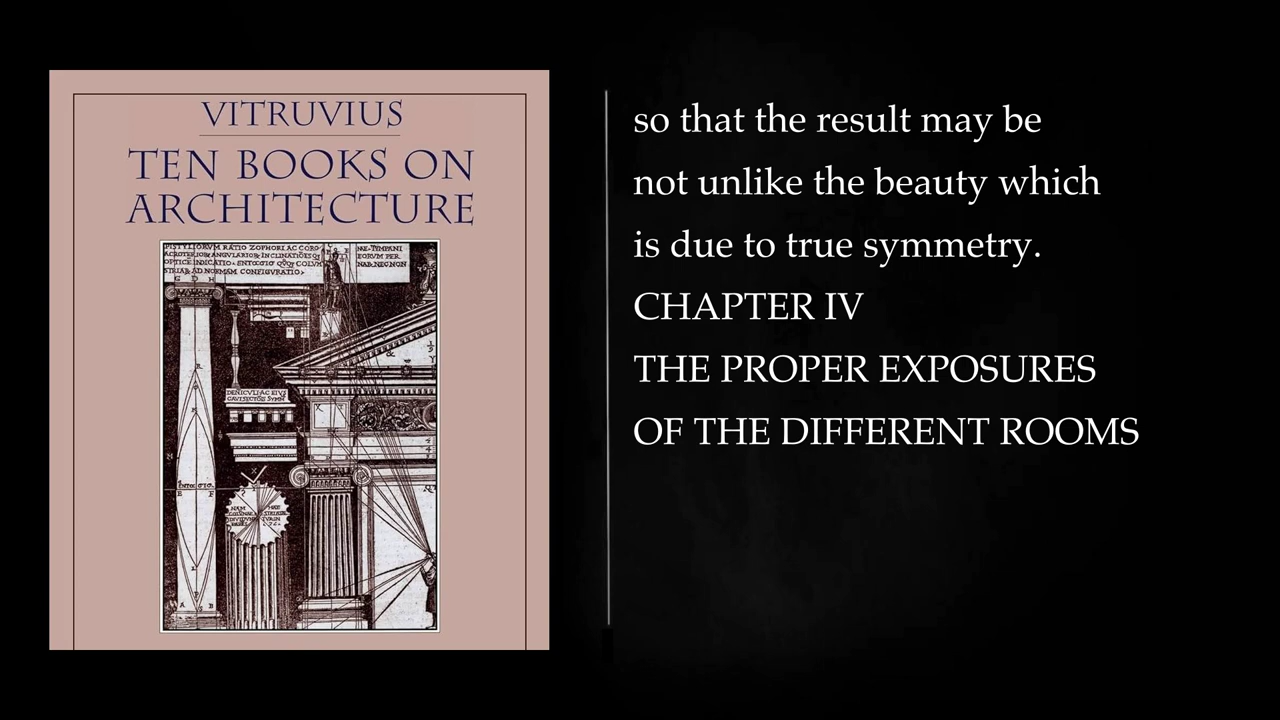 VITRUVIUS
TEN BOOKS ON
ARCHITECTURE
so that the result may be
not unlike the beauty which
is due to true symmetry.
CHAPTER IV
THE PROPER EXPOSURES
OF THE DIFFERENT ROOMS